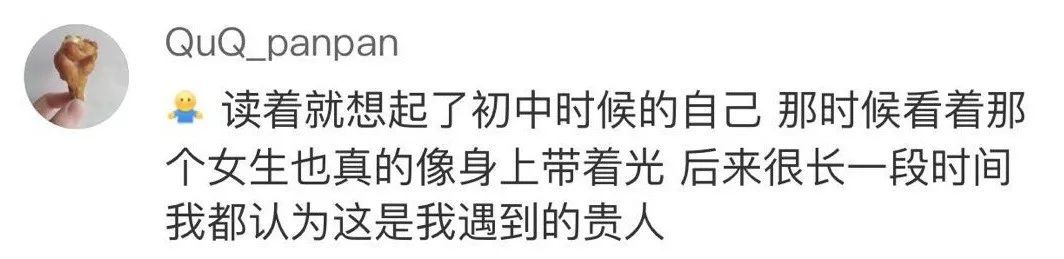 QuQ_panpan
读着就想起了初中时候的自己 那时候看着那
个女生也真的像身上带着光 后来很长一段时间
我都认为这是我遇到的贵人